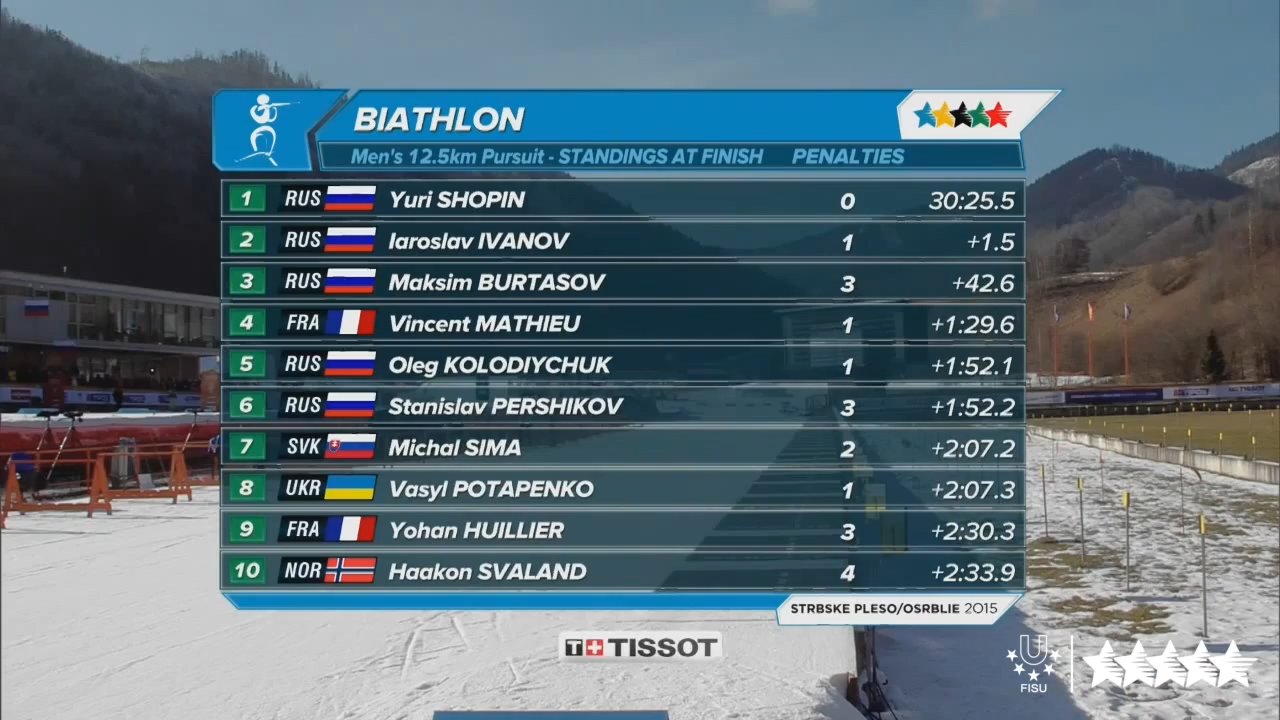 BIATHLON
Men's 12.5km Pursuit - STANDINGS AT FINISH PENALTIES
1 RUS Yuri SHOPIN 0 30:25.5
2 RUS Iaroslav IVANOV 1 +1.5
3 RUS Maksim BURTASOV 3 +42.6
4 FRA Vincent MATHIEU 1 +1:29.6
5 RUS Oleg KOLODIYCHUK 1 +1:52.1
6 RUS Stanislav PERSHIKOV 3 +1:52.2
7 SVK Michal SIMA 2 +2:07.2
8 UKR Vasyl POTAPENKO 1 +2:07.3
9 FRA Yohan HUILLIER 3 +2:30.3
10 NOR Haakon SVALAND 4 +2:33.9
STRBSKE PLESO/OSRBLIE 2015
T+ TISSOT
U
FISU